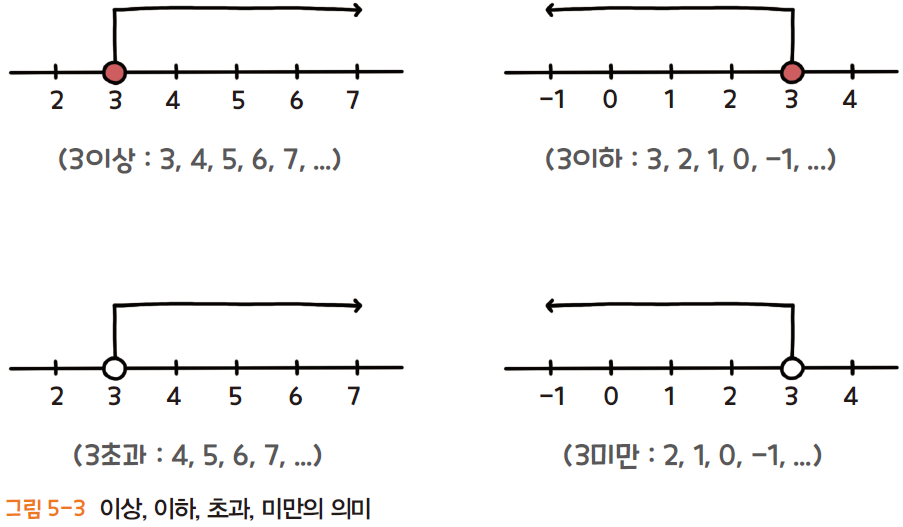 2 3 4 5 6 7
-1 0 1 2 3 4
(3이상 : 3, 4, 5, 6, 7, ...)
(3이하 : 3, 2, 1, 0, -1, ...)
2 3 4 5 6 7
-1 0 1 2 3 4
(3초과 : 4, 5, 6, 7, ...)
(3미만 : 2, 1, 0, -1, ...)
그림 5-3 이상, 이하, 초과, 미만의 의미